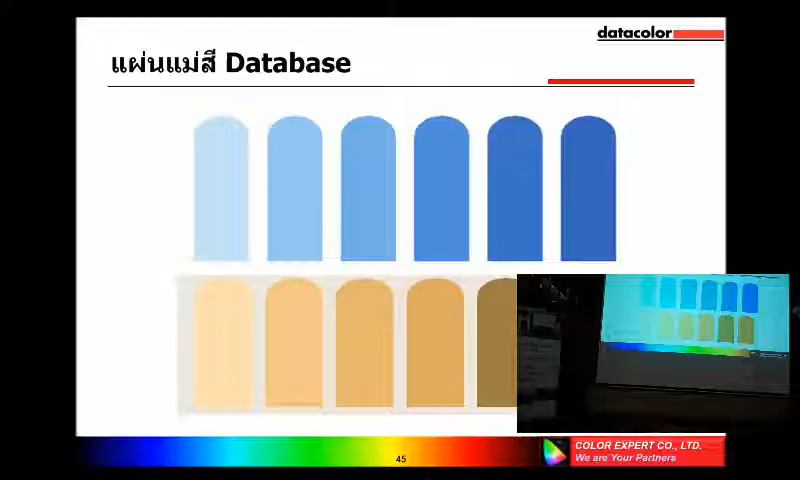 datacolor
แผ่นแม่สี Database
45
COLOR EXPERT CO., LTD.
We are Your Partners